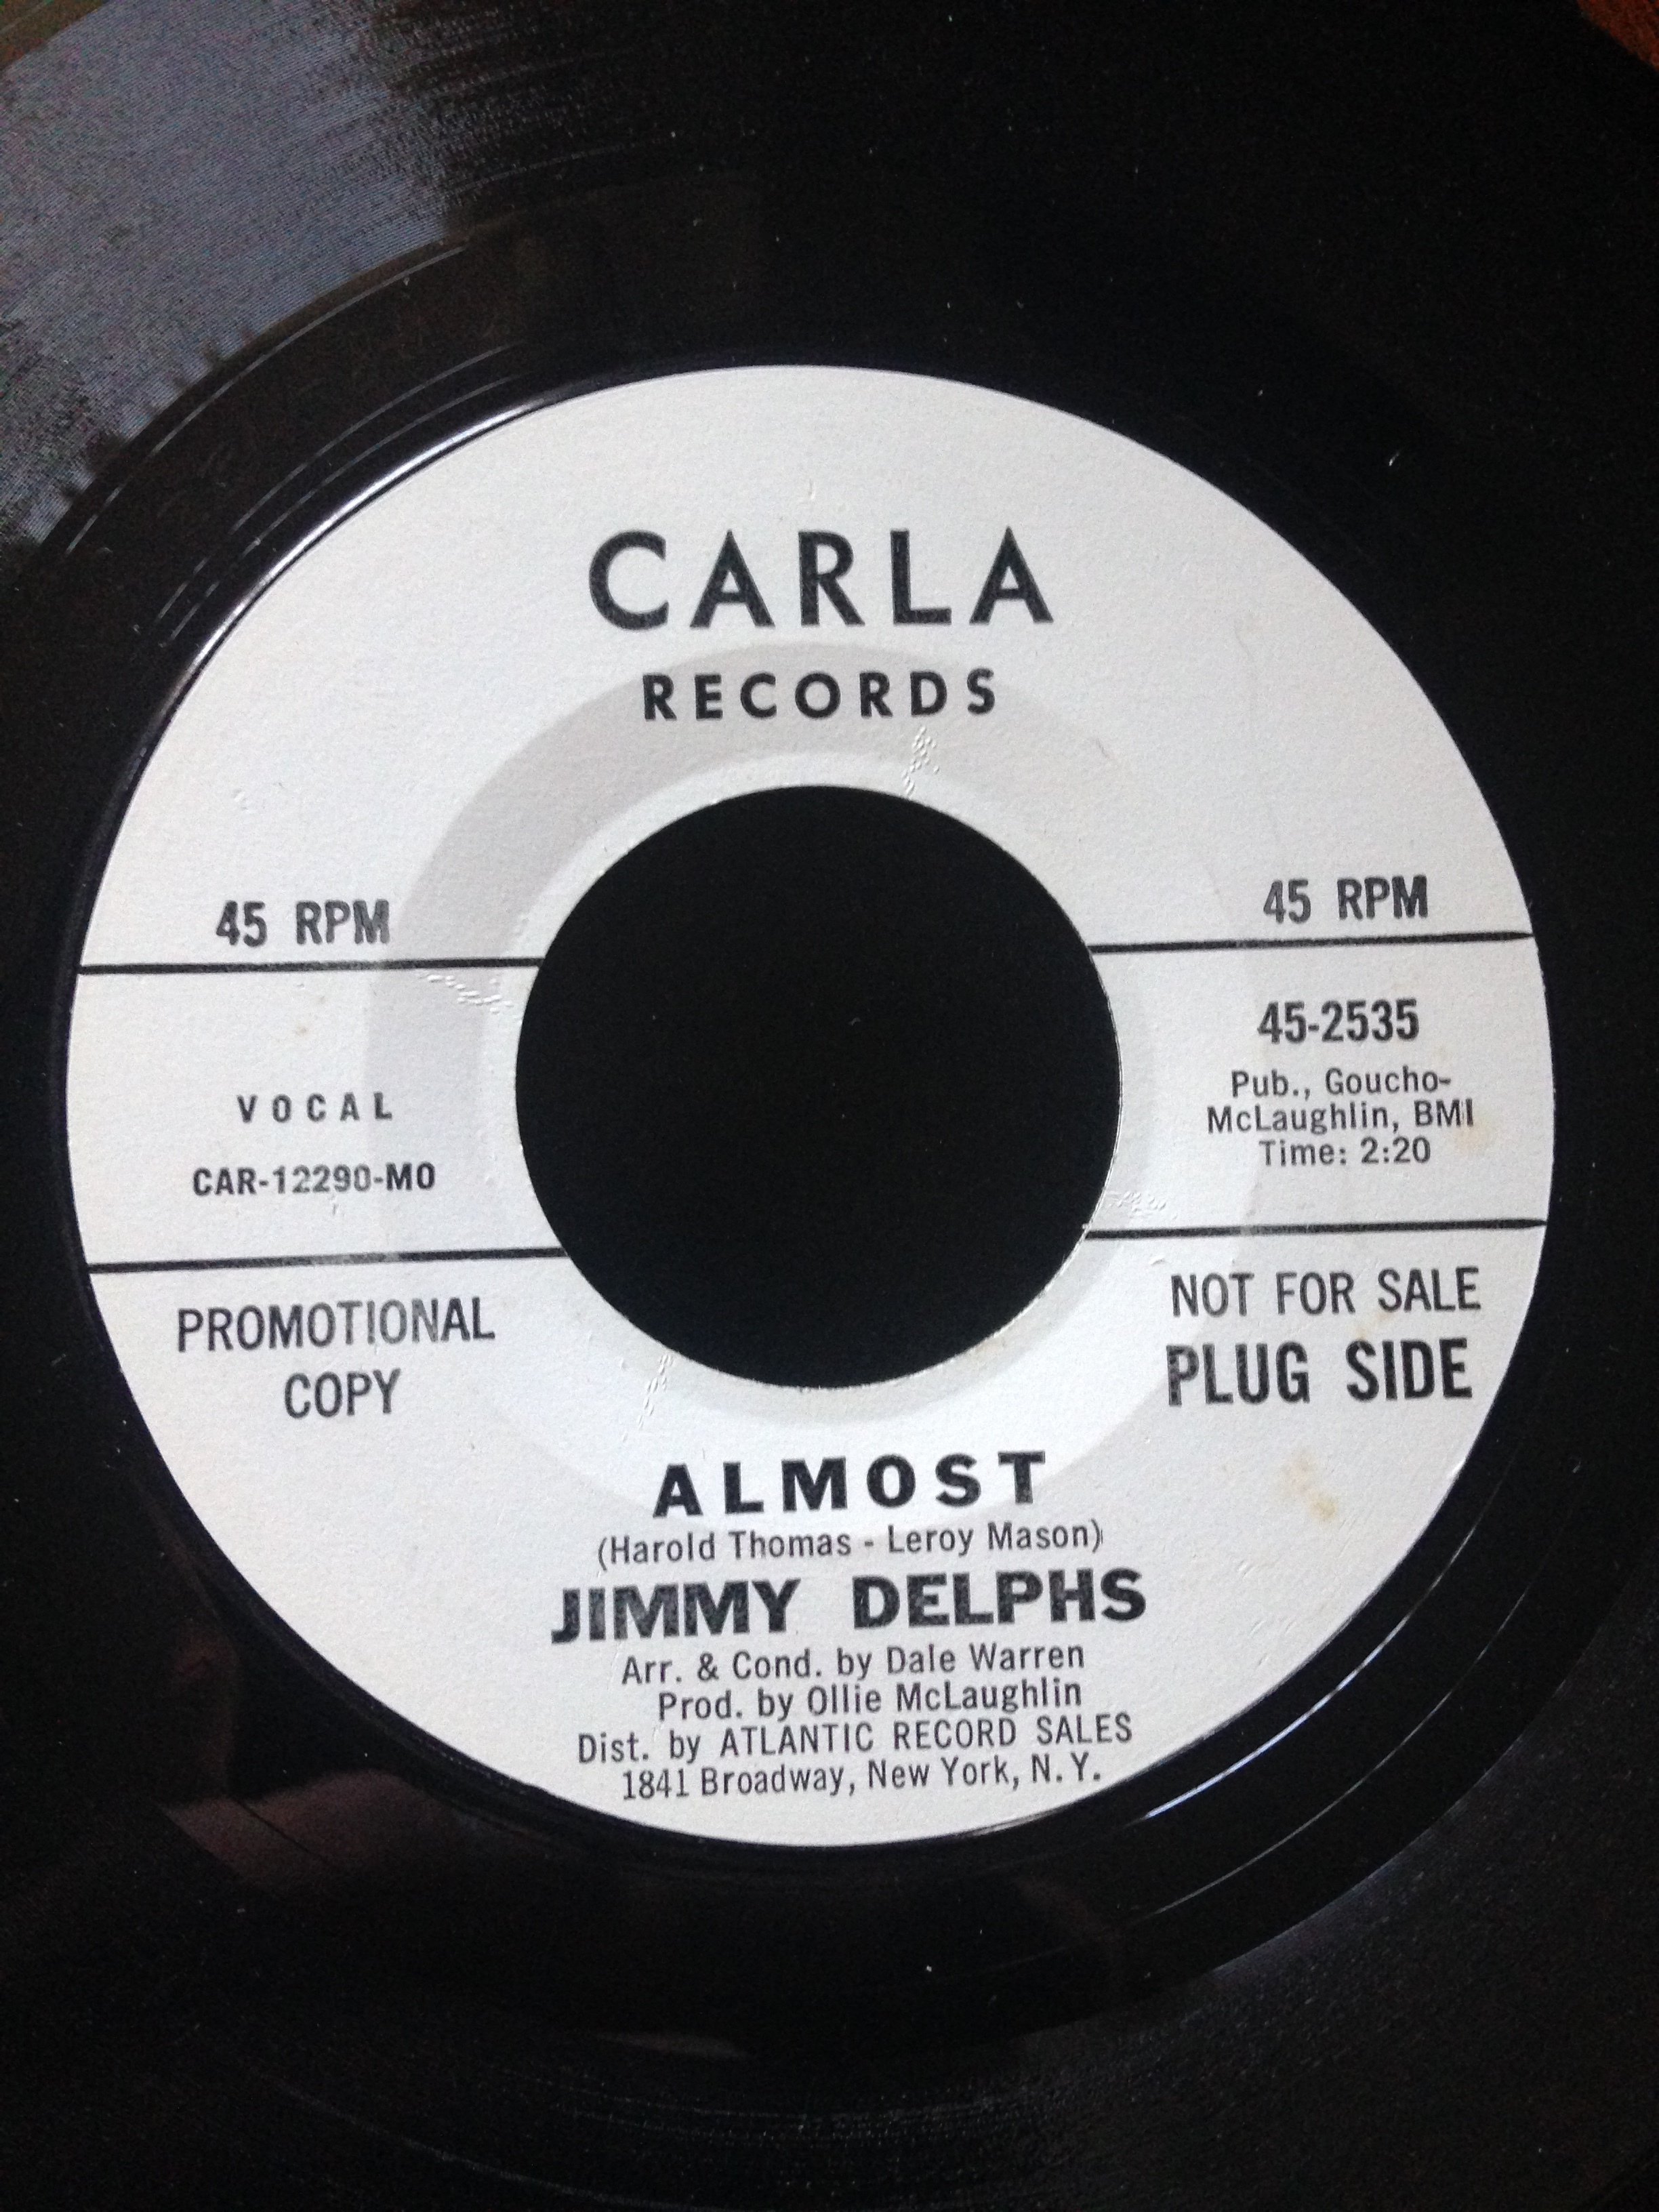 CARLA
RECORDS
45 RPM
45 RPM
VOCAL
CAR-12290-MO
45-2535
Pub., Goucho-
McLaughlin, BMI
Time: 2:20
PROMOTIONAL
COPY
NOT FOR SALE
PLUG SIDE
ALMOST
(Harold Thomas - Leroy Mason)
JIMMY DELPHS
Arr. & Cond. by Dale Warren
Prod. by Ollie McLaughlin
Dist. by ATLANTIC RECORD SALES
1841 Broadway, New York, N.Y.